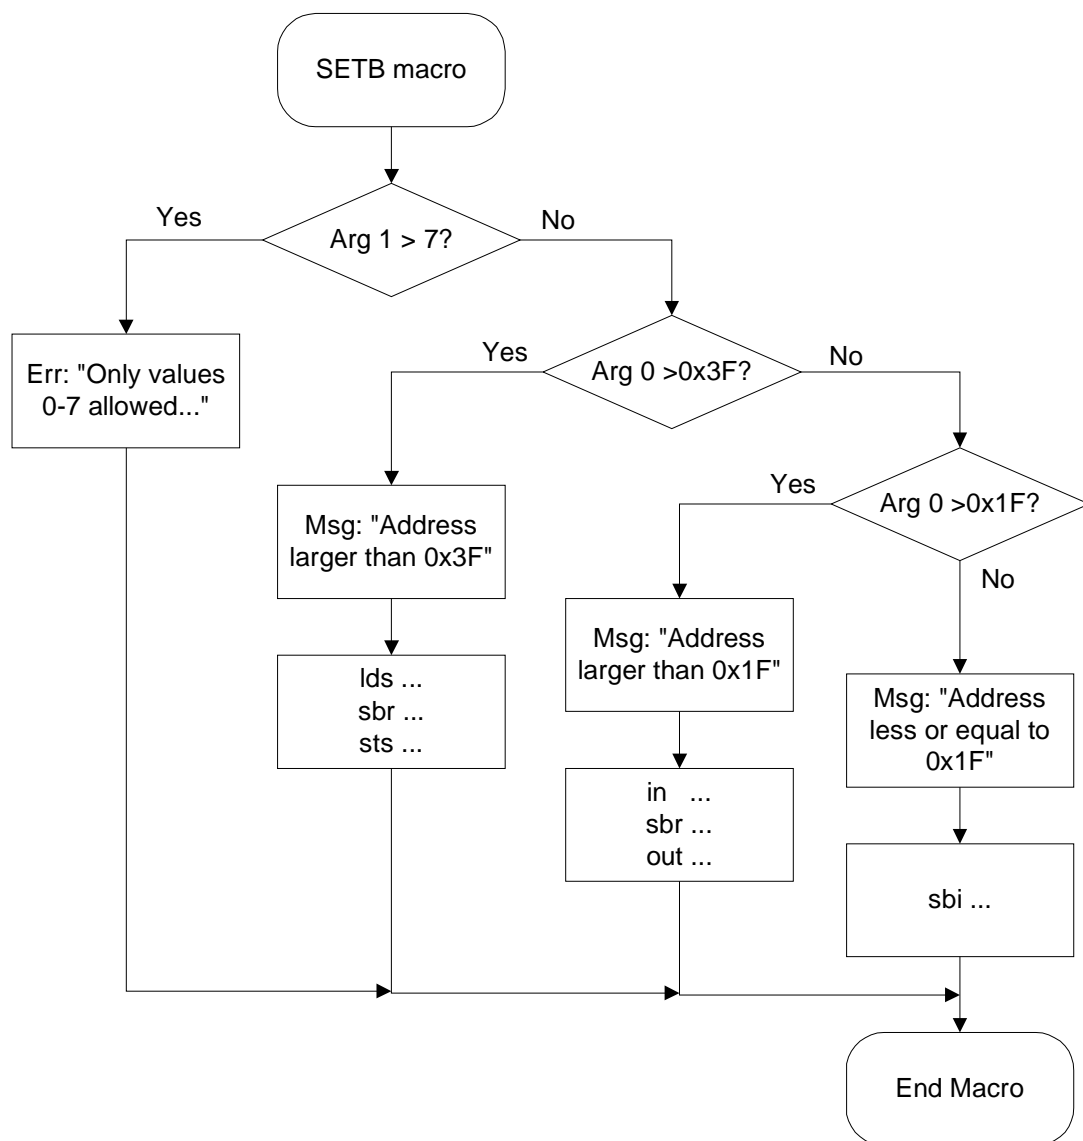 SETB macro
Yes
No
Arg 1 > 7?
Yes
No
Arg 0 >0x3F?
Err: "Only values
0-7 allowed..."
Yes
Arg 0 >0x1F?
Msg: "Address
larger than 0x3F"
No
Msg: "Address
larger than 0x1F"
lds ...
sbr ...
sts ...
Msg: "Address
less or equal to
0x1F"
in ...
sbr ...
out ...
sbi ...
End Macro